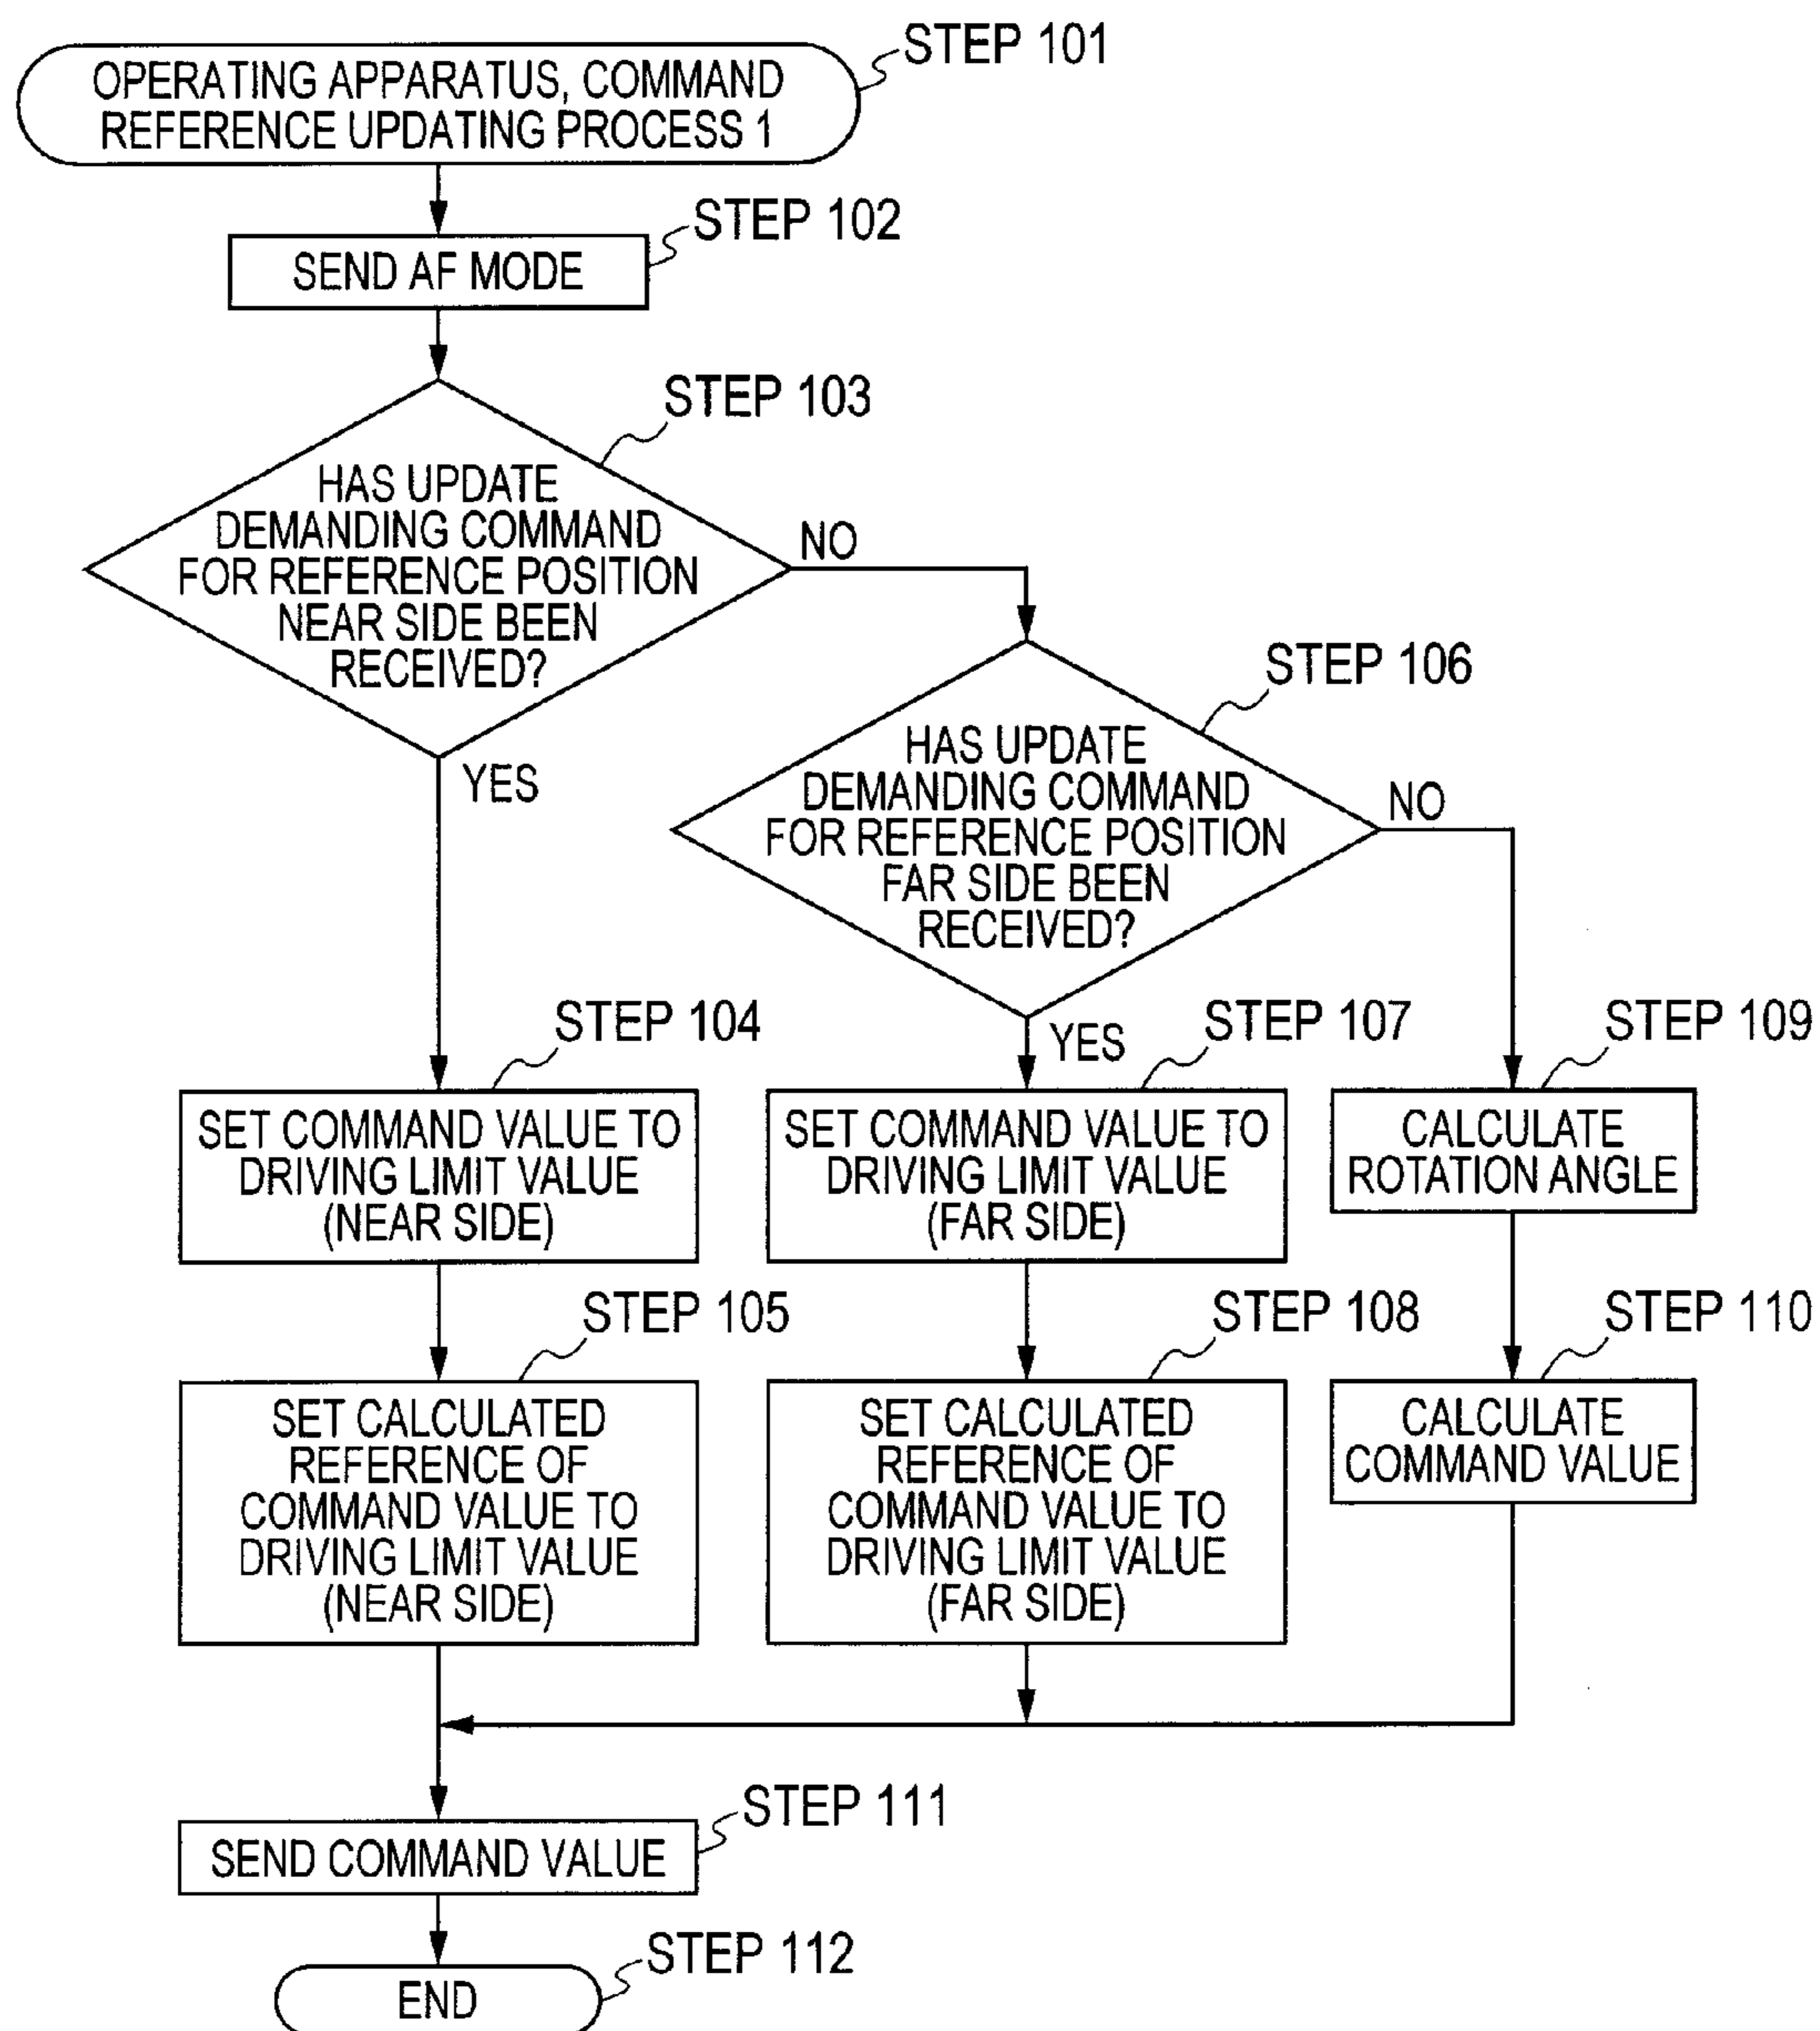 STEP 101
OPERATING APPARATUS, COMMAND
REFERENCE UPDATING PROCESS 1
STEP 102
SEND AF MODE
STEP 103
HAS UPDATE
DEMANDING COMMAND
FOR REFERENCE POSITION
NEAR SIDE BEEN
RECEIVED?
NO
YES
STEP 106
HAS UPDATE
DEMANDING COMMAND
FOR REFERENCE POSITION
FAR SIDE BEEN
RECEIVED?
NO
YES
STEP 104
SET COMMAND VALUE TO
DRIVING LIMIT VALUE
(NEAR SIDE)
STEP 107
SET COMMAND VALUE TO
DRIVING LIMIT VALUE
(FAR SIDE)
STEP 109
CALCULATE
ROTATION ANGLE
STEP 105
SET CALCULATED
REFERENCE OF
COMMAND VALUE TO
DRIVING LIMIT VALUE
(NEAR SIDE)
STEP 108
SET CALCULATED
REFERENCE OF
COMMAND VALUE TO
DRIVING LIMIT VALUE
(FAR SIDE)
STEP 110
CALCULATE
COMMAND VALUE
STEP 111
SEND COMMAND VALUE
STEP 112
END